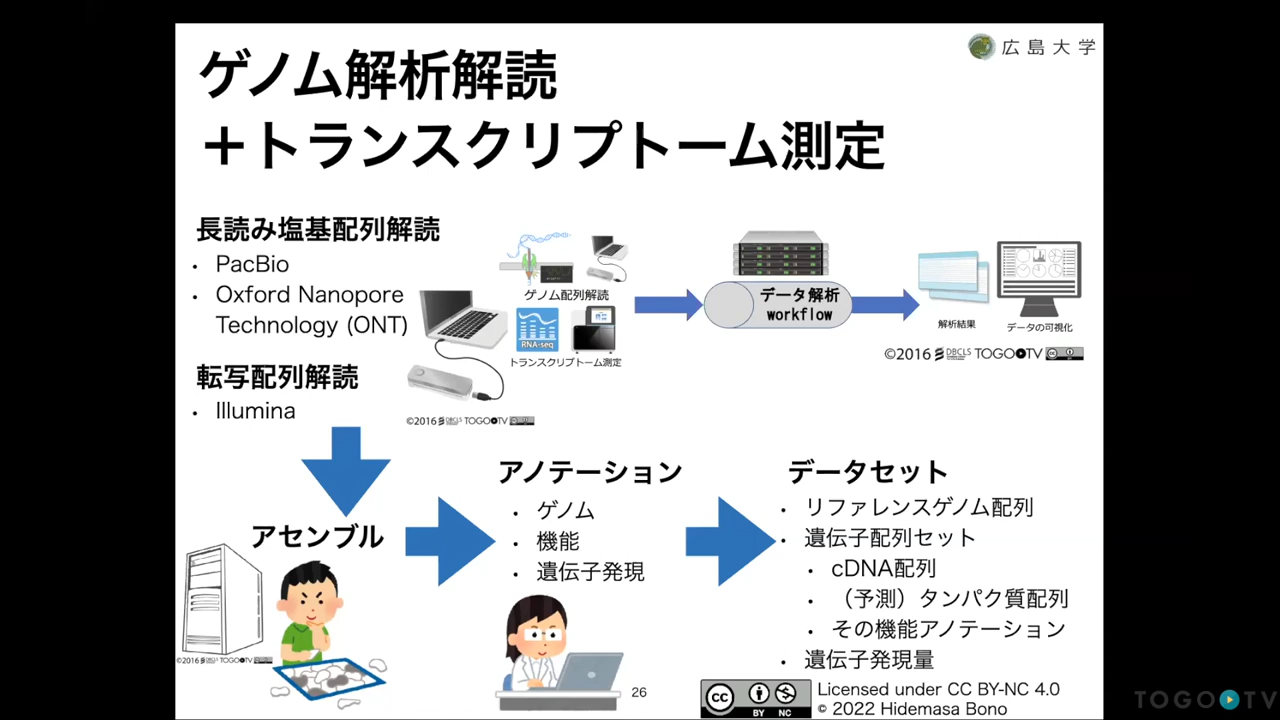 ゲノム解析解読
＋トランスクリプトーム測定
広島大学
長読み塩基配列解読
・ PacBio
・ Oxford Nanopore
Technology (ONT)
転写配列解読
・ Illumina
ゲノム配列解読
RNA-seq
トランスクリプトーム測定
©2016 DBCLS TOGOTV
データ解析
workflow
解析結果
データの可視化
©2016 DBCLS TOGOTV
アセンブル
©2016 DBCLS TOGOTV
アノテーション
・ ゲノム
・ 機能
・ 遺伝子発現
データセット
・ リファレンスゲノム配列
・ 遺伝子配列セット
・ cDNA配列
・ （予測）タンパク質配列
・ その機能アノテーション
・ 遺伝子発現量
26
cc BY NC
Licensed under CC BY-NC 4.0
© 2022 Hidemasa Bono
TOGOTV